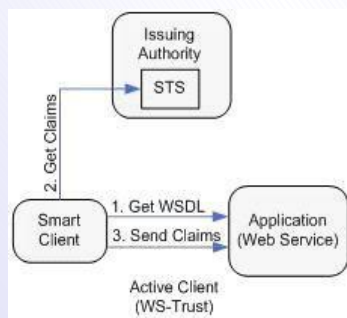 Issuing
Authority
STS
2. Get Claims
1. Get WSDL
3. Send Claims
Smart
Client
Application
(Web Service)
Active Client
(WS-Trust)